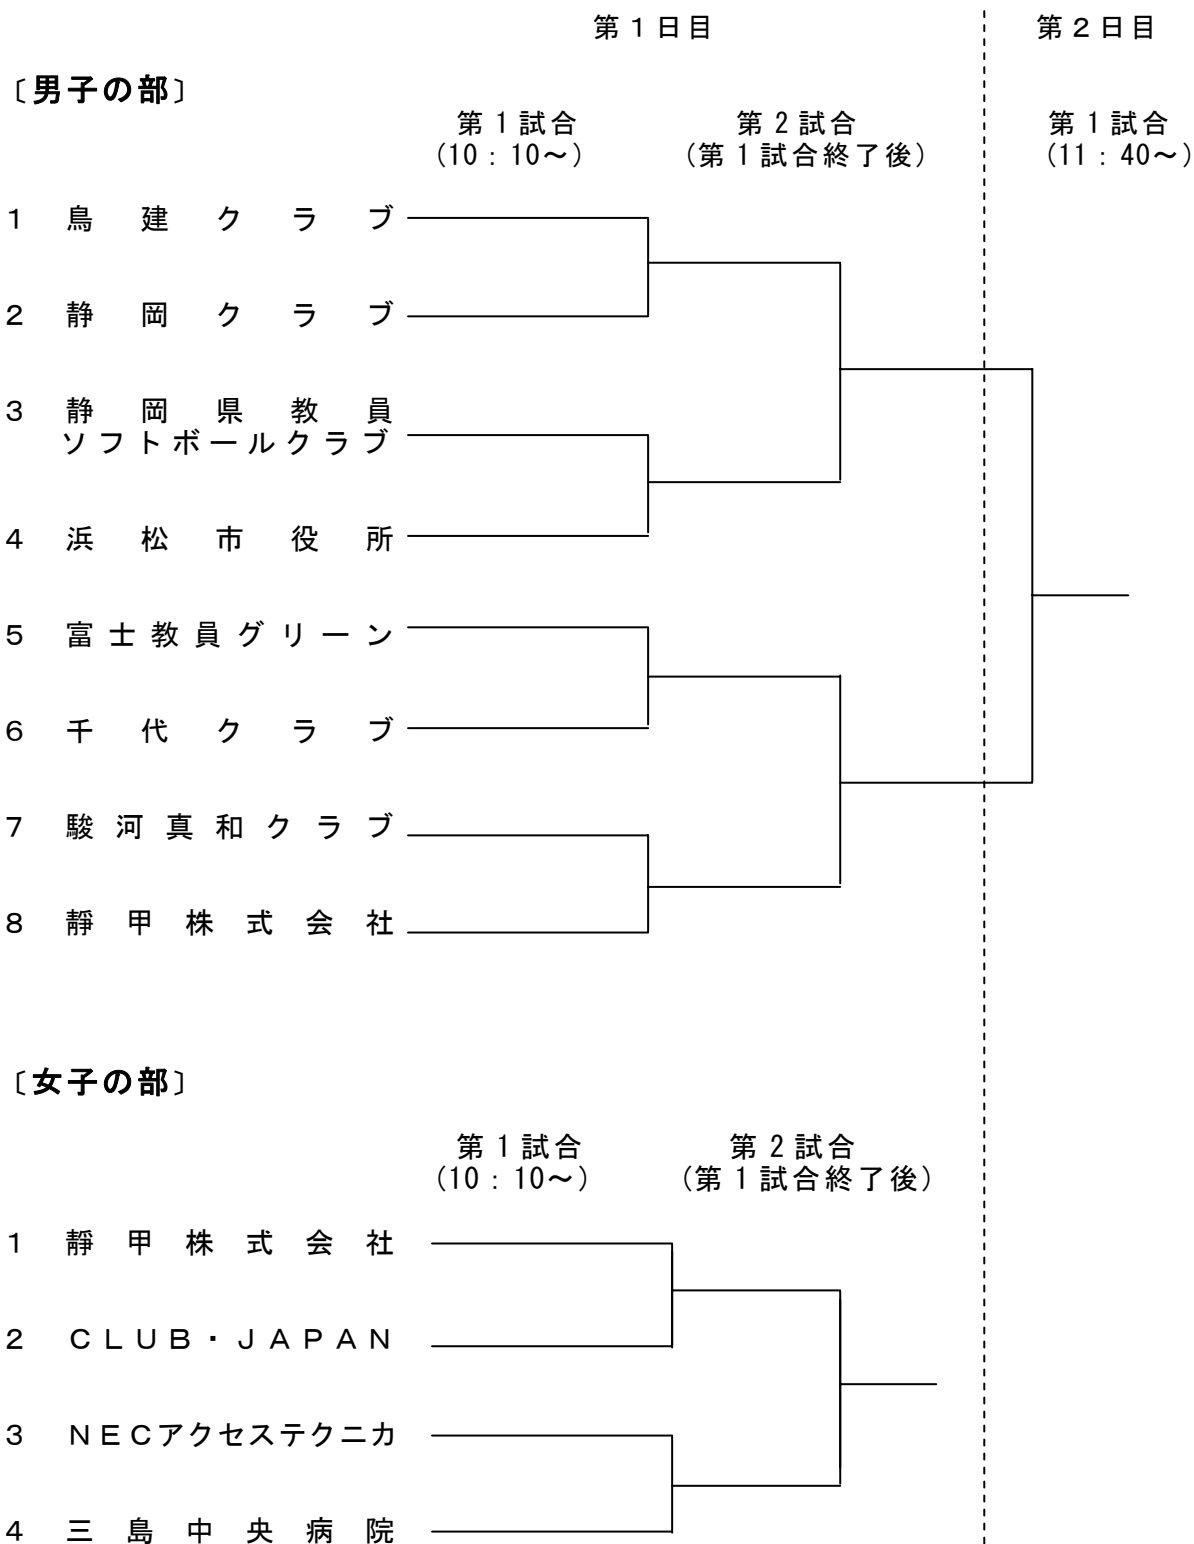 第１日目 第２日目
〔男子の部〕
第１試合 第２試合 第１試合
(10：10～) (第１試合終了後) (11：40～)
1 鳥建クラブ
2 静岡クラブ
3 静岡県教員
ソフトボールクラブ
4 浜松市役所
5 富士教員グリーン
6 千代クラブ
7 駿河真和クラブ
8 靜甲株式会社
〔女子の部〕
第１試合 第２試合
(10：10～) (第１試合終了後)
1 靜甲株式会社
2 ＣＬＵＢ・ＪＡＰＡＮ
3 ＮＥＣアクセステクニカ
4 三島中央病院